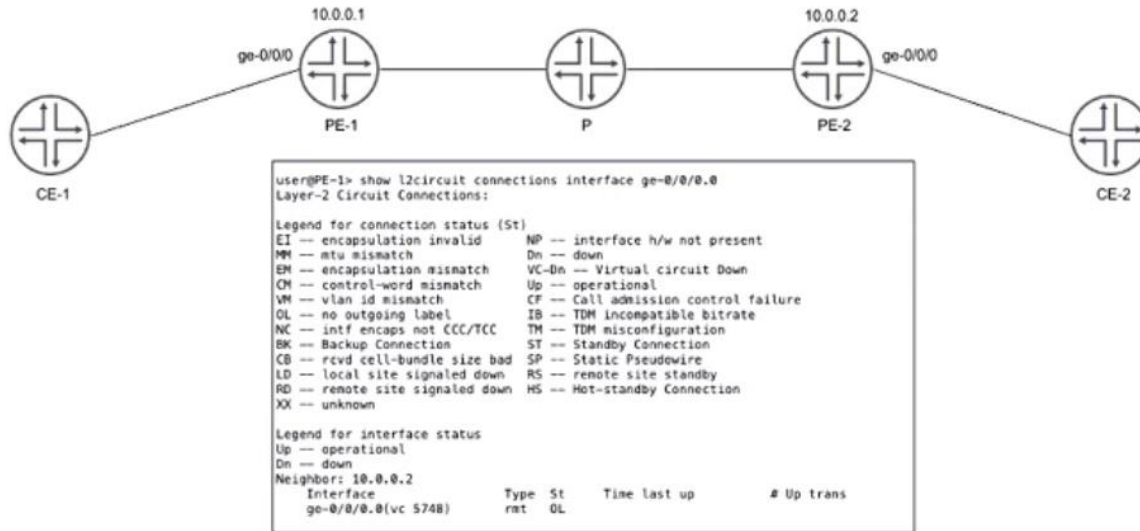 10.0.0.1
10.0.0.2
ge-0/0/0
ge-0/0/0
PE-1
P
PE-2
CE-1
CE-2
user@PE-1> show l2circuit connections interface ge-0/0/0.0
Layer-2 Circuit Connections:
Legend for connection status (St)
EI -- encapsulation invalid NP -- interface h/w not present
MM -- mtu mismatch Dn -- down
EM -- encapsulation mismatch VC-Dn -- Virtual circuit Down
CM -- control-word mismatch Up -- operational
VM -- vlan id mismatch CF -- Call admission control failure
OL -- no outgoing label IB -- TDM incompatible bitrate
NC -- intf encaps not CCC/TCC TM -- TDM misconfiguration
BK -- Backup Connection ST -- Standby Connection
CB -- rcvd cell-bundle size bad SP -- Static Pseudowire
LD -- local site signaled down RS -- remote site standby
RD -- remote site signaled down HS -- Hot-standby Connection
XX -- unknown
Legend for interface status
Up -- operational
Dn -- down
Neighbor: 10.0.0.2
Interface Type St Time last up # Up trans
ge-0/0/0.0(vc 5748) rmt OL